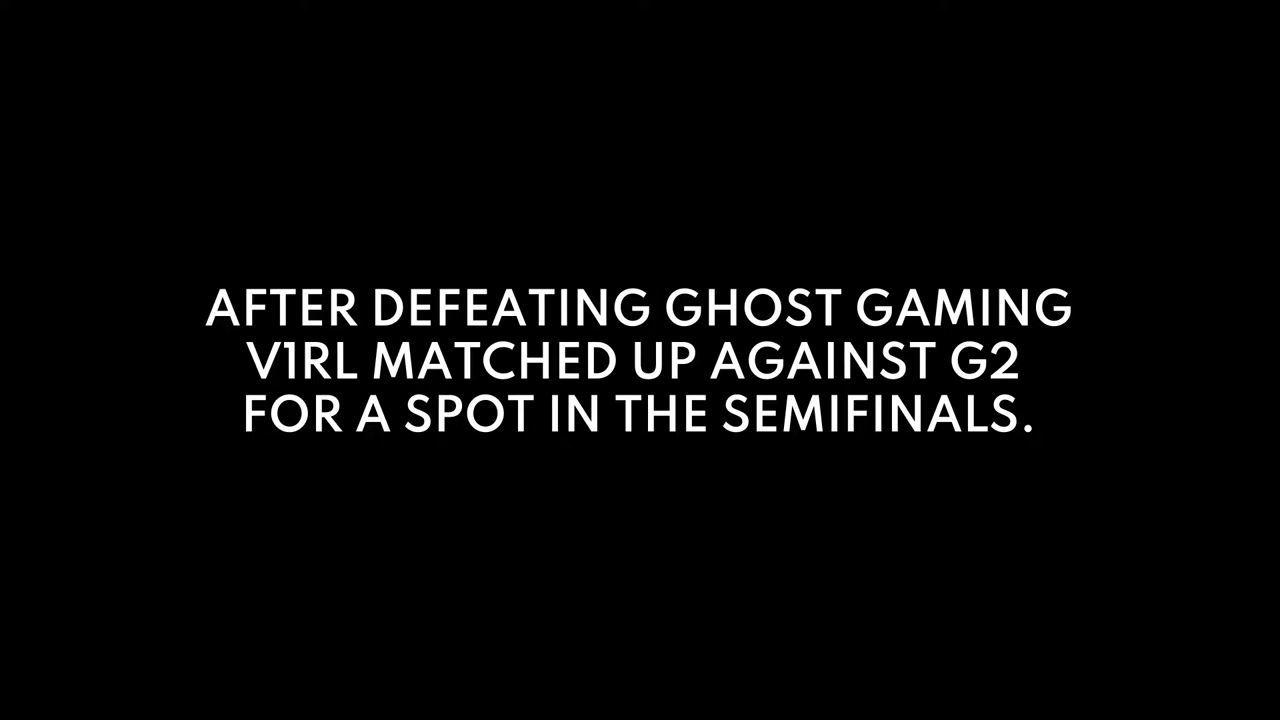 AFTER DEFEATING GHOST GAMING
V1RL MATCHED UP AGAINST G2
FOR A SPOT IN THE SEMIFINALS.